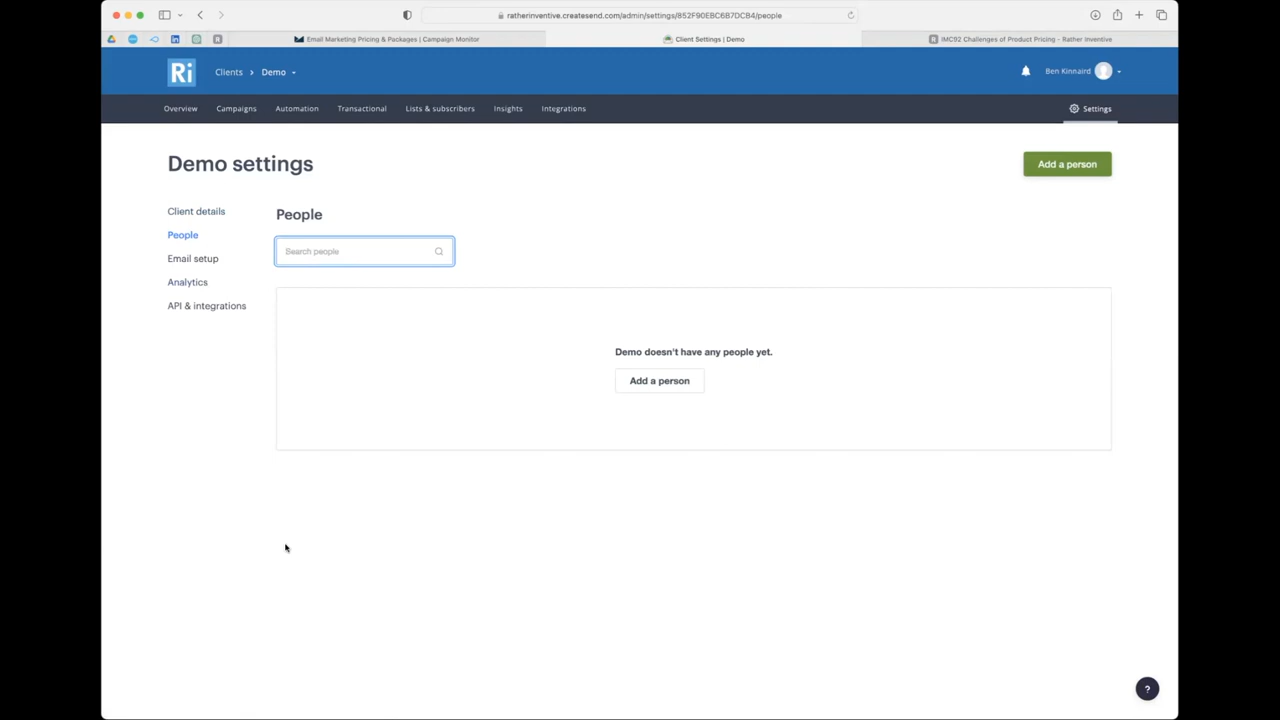 ratherinventive.createsend.com/admin/settings/852F90EBC6B7DCB4/people
Email Marketing Pricing & Packages | Campaign Monitor
Client Settings | Demo
R IMC92 Challenges of Product Pricing - Rather Inventive
Ri
Clients > Demo
Ben Kinnaird
Overview
Campaigns
Automation
Transactional
Lists & subscribers
Insights
Integrations
Settings
Demo settings
Add a person
Client details
People
Email setup
Analytics
API & integrations
People
Search people
Demo doesn't have any people yet.
Add a person
?